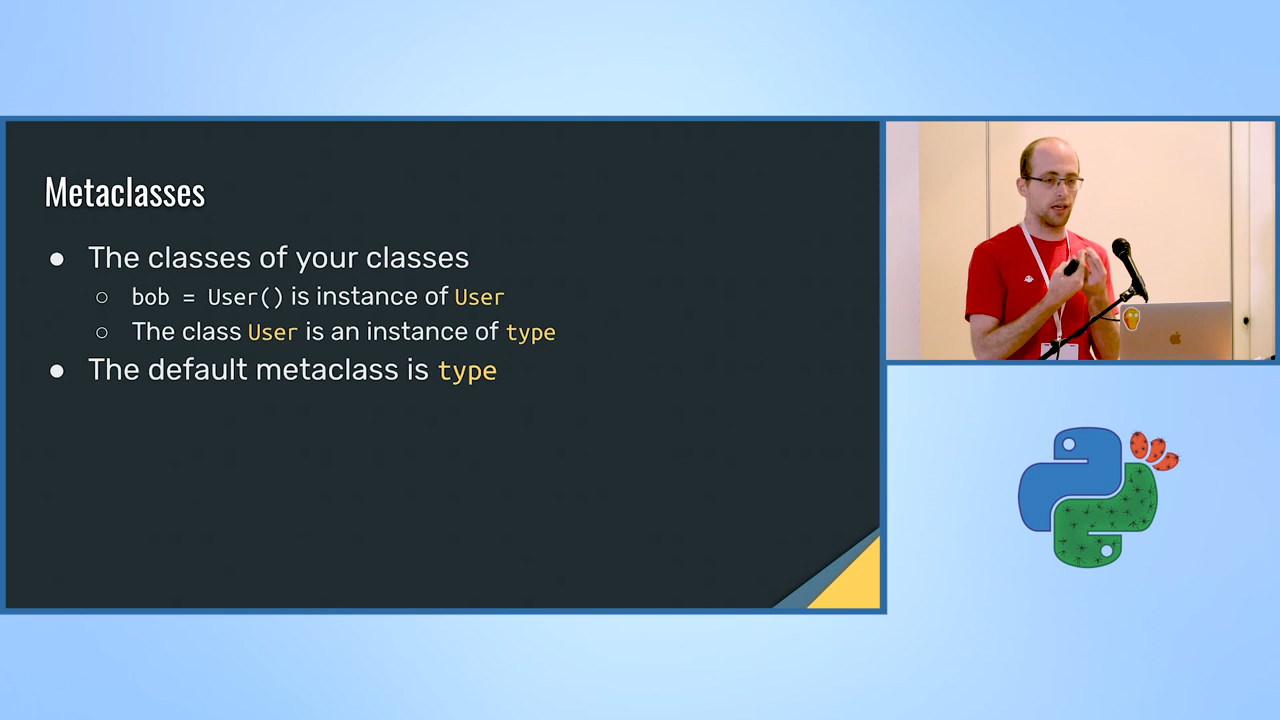 Metaclasses
● The classes of your classes
○ bob = User() is instance of User
○ The class User is an instance of type
● The default metaclass is type